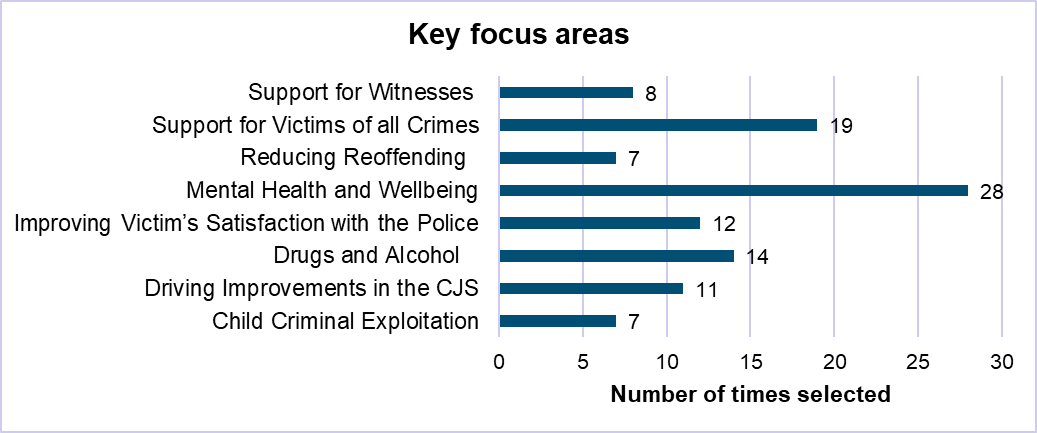 Key focus areas
Support for Witnesses 8
Support for Victims of all Crimes 19
Reducing Reoffending 7
Mental Health and Wellbeing 28
Improving Victim’s Satisfaction with the Police 12
Drugs and Alcohol 14
Driving Improvements in the CJS 11
Child Criminal Exploitation 7
0 5 10 15 20 25 30
Number of times selected